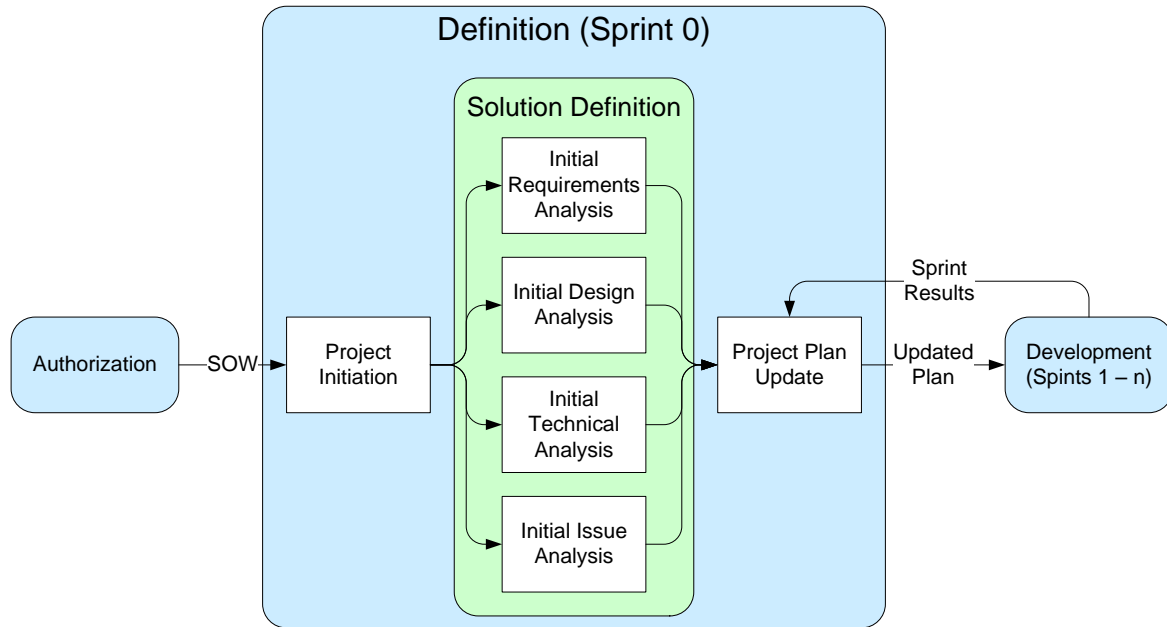 Definition (Sprint 0)
Solution Definition
Initial
Requirements
Analysis
Initial Design
Analysis
Initial
Technical
Analysis
Initial Issue
Analysis
Authorization
SOW
Project
Initiation
Project Plan
Update
Sprint
Results
Updated
Plan
Development
(Spints 1 – n)